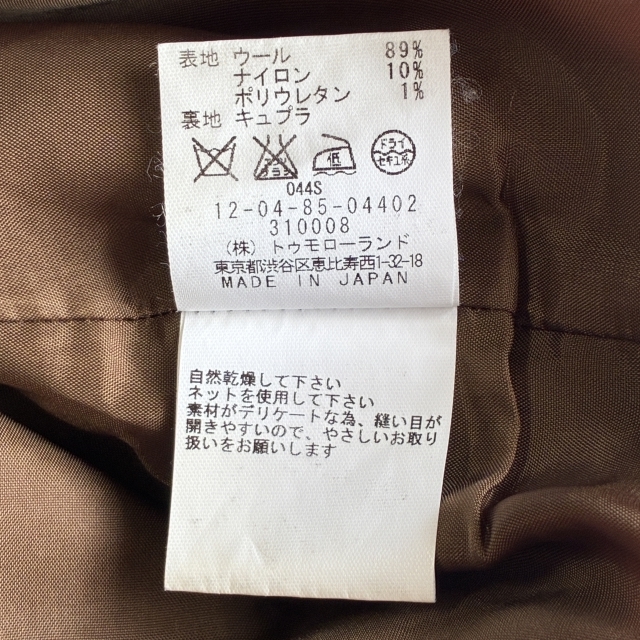 表地 ウール 89%
ナイロン 10%
ポリウレタン 1%
裏地 キュプラ
エンソ サラシ 低 ドライ セキユ系
044S
12-04-85-04402
310008
(株) トゥモローランド
東京都渋谷区恵比寿西1-32-18
MADE IN JAPAN
自然乾燥して下さい
ネットを使用して下さい
素材がデリケートな為、縫い目が
開きやすいので、やさしいお取り
扱いをお願いします